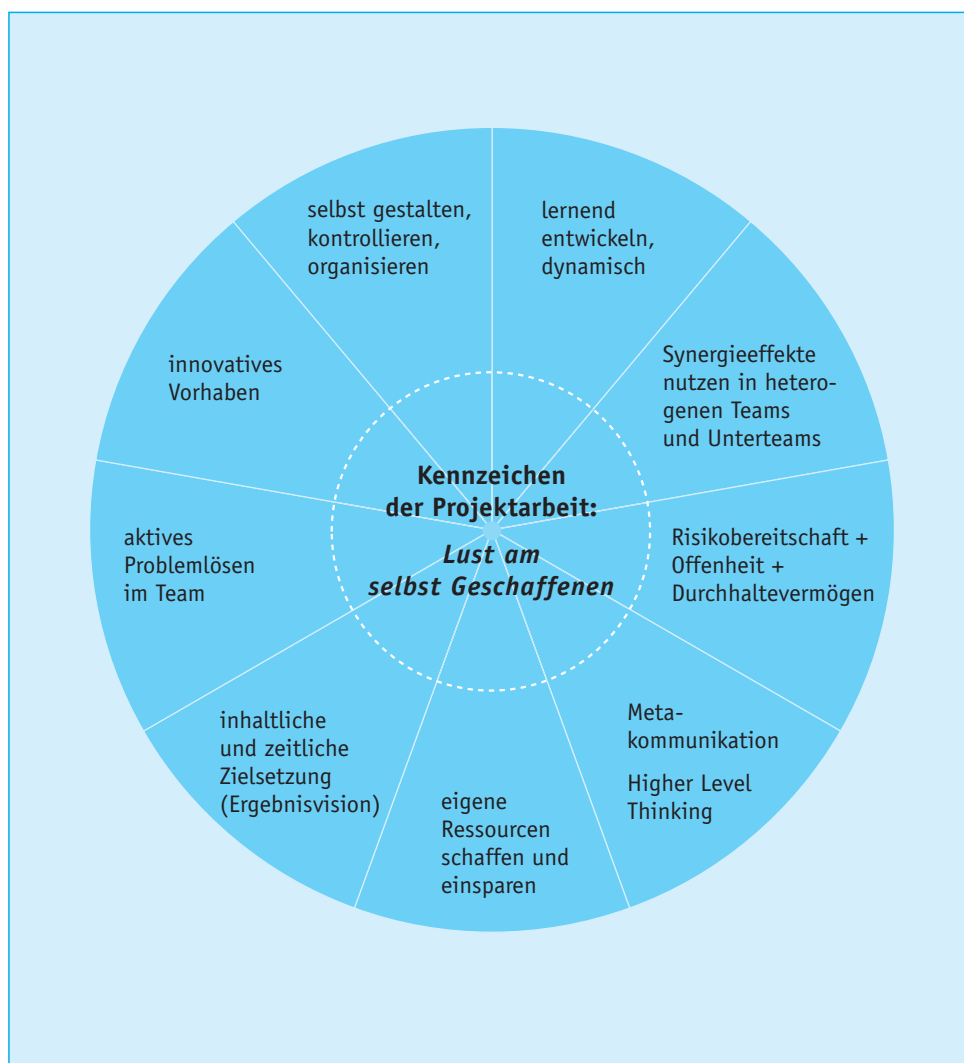 selbst gestalten,
kontrollieren,
organisieren
lernend
entwickeln,
dynamisch
Synergieeffekte
nutzen in hetero-
genen Teams
und Unterteams
Risikobereitschaft +
Offenheit +
Durchhaltevermögen
Meta-
kommunikation
Higher Level
Thinking
eigene
Ressourcen
schaffen und
einsparen
inhaltliche
und zeitliche
Zielsetzung
(Ergebnisvision)
aktives
Problemlösen
im Team
innovatives
Vorhaben
Kennzeichen
der Projektarbeit:
Lust am
selbst Geschaffenen